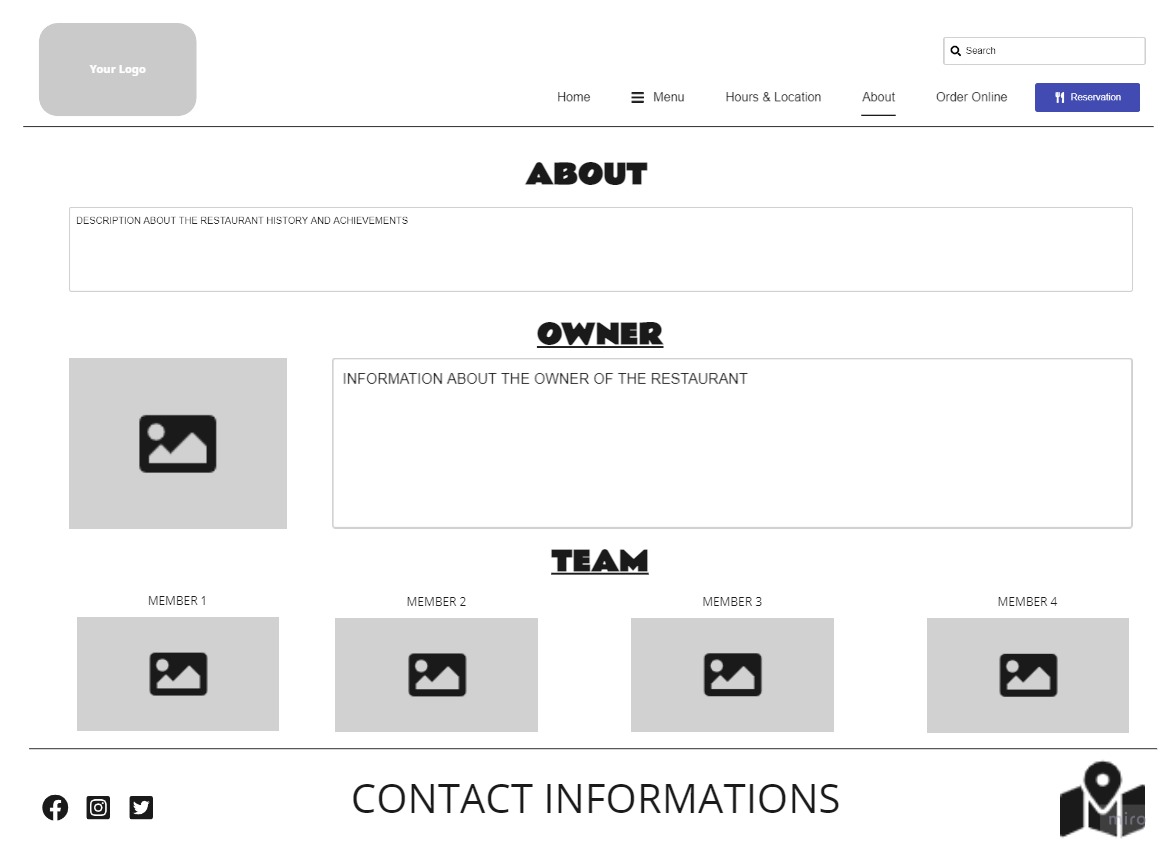 Your Logo
Search
Home
Menu
Hours & Location
About
Order Online
Reservation
ABOUT
DESCRIPTION ABOUT THE RESTAURANT HISTORY AND ACHIEVEMENTS
OWNER
INFORMATION ABOUT THE OWNER OF THE RESTAURANT
TEAM
MEMBER 1
MEMBER 2
MEMBER 3
MEMBER 4
CONTACT INFORMATIONS
miro